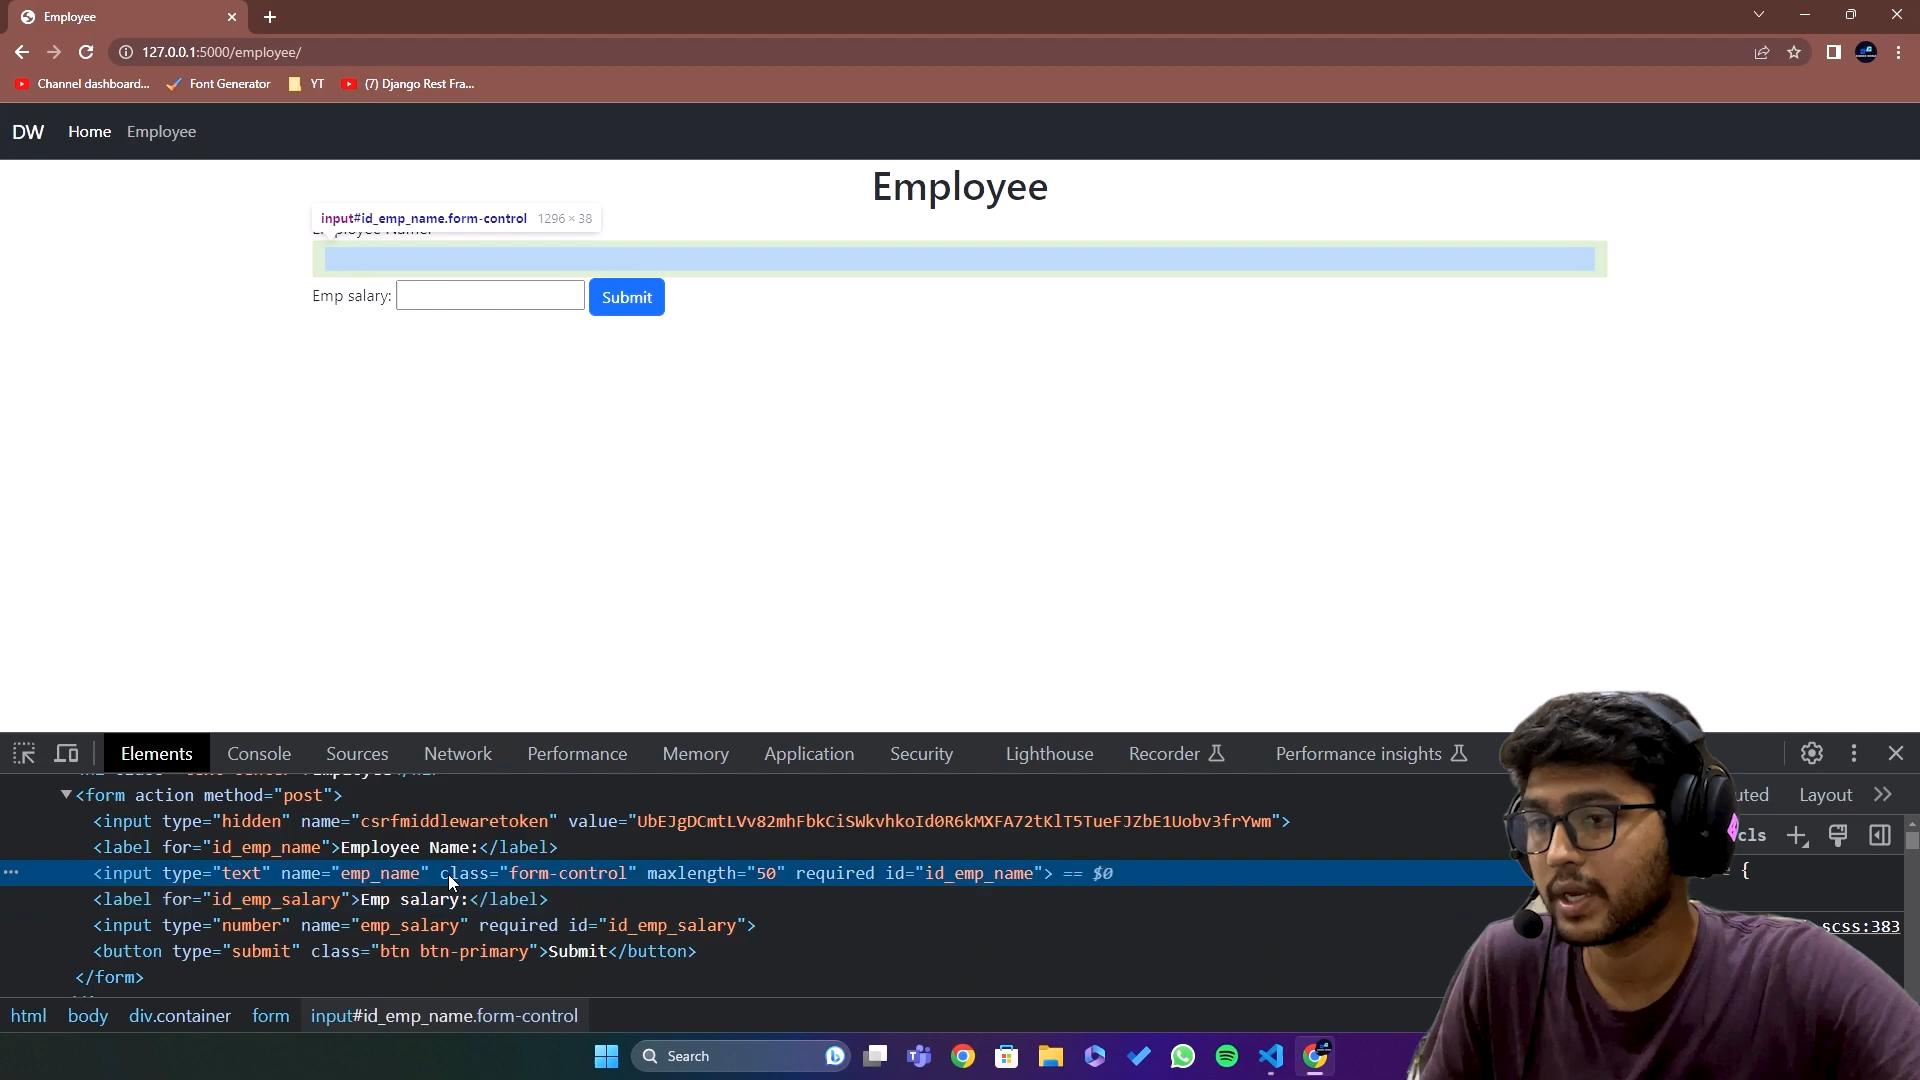 Employee
127.0.0.1:5000/employee/
Channel dashboard...
Font Generator
YT
(7) Django Rest Fra...
DW
Home
Employee
Employee
input#id_emp_name.form-control 1296 × 38
Emp salary:
Submit
Elements
Console
Sources
Network
Performance
Memory
Application
Security
Lighthouse
Recorder
Performance insights
<form action method="post">
<input type="hidden" name="csrfmiddlewaretoken" value="UbEJgDCmtLVv82mhFbkCiSWkvhkoId0R6kMXFA72tKlT5TueFJZbE1Uobv3frYwm">
<label for="id_emp_name">Employee Name:</label>
<input type="text" name="emp_name" class="form-control" maxlength="50" required id="id_emp_name"> == $0
<label for="id_emp_salary">Emp salary:</label>
<input type="number" name="emp_salary" required id="id_emp_salary">
<button type="submit" class="btn btn-primary">Submit</button>
</form>
Layout
cls
{
scss:383
html
body
div.container
form
input#id_emp_name.form-control
Search